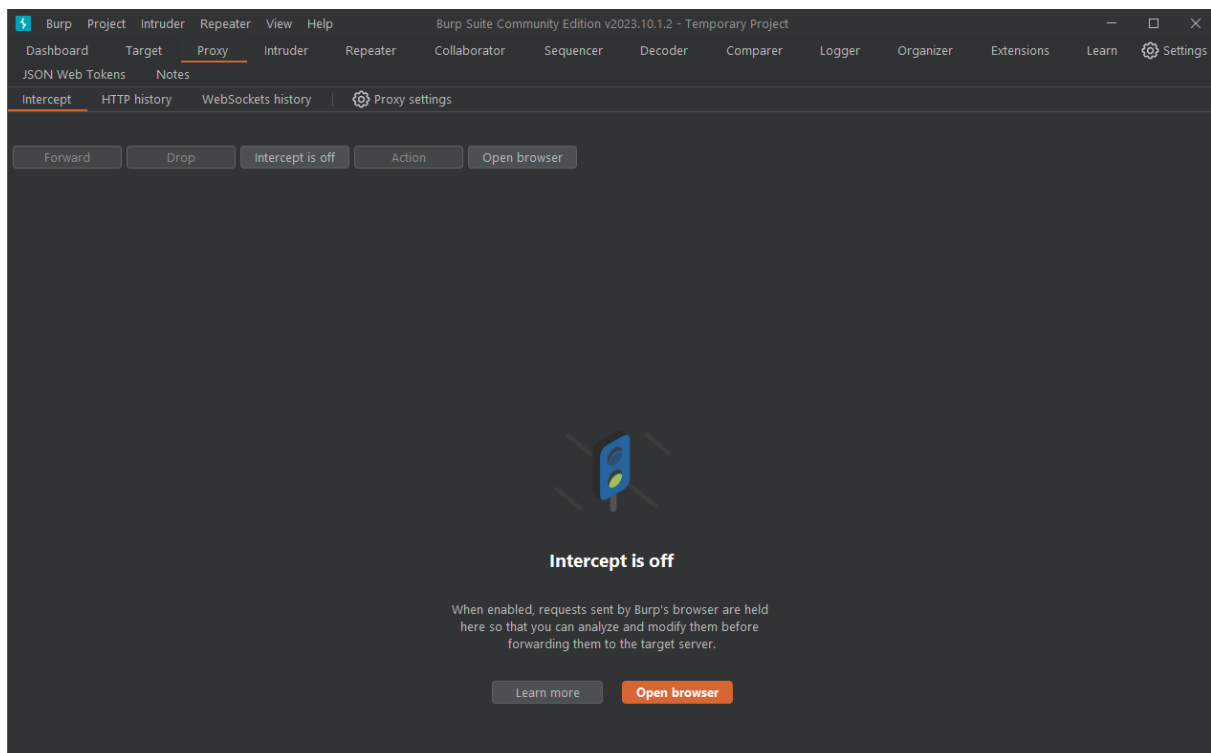 Burp Project Intruder Repeater View Help Burp Suite Community Edition v2023.10.1.2 - Temporary Project
Dashboard Target Proxy Intruder Repeater Collaborator Sequencer Decoder Comparer Logger Organizer Extensions Learn Settings
JSON Web Tokens Notes
Intercept HTTP history WebSockets history Proxy settings
Forward Drop Intercept is off Action Open browser
Intercept is off
When enabled, requests sent by Burp's browser are held
here so that you can analyze and modify them before
forwarding them to the target server.
Learn more Open browser